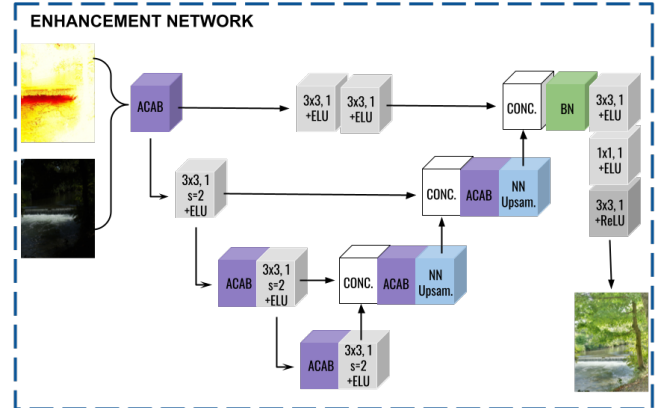 ENHANCEMENT NETWORK
ACAB
3x3, 1
+ELU
3x3, 1
+ELU
CONC.
BN
3x3, 1
+ELU
1x1, 1
+ELU
3x3, 1
+ReLU
3x3, 1
s=2
+ELU
CONC.
ACAB
NN
Upsam.
ACAB
3x3, 1
s=2
+ELU
CONC.
ACAB
NN
Upsam.
ACAB
3x3, 1
s=2
+ELU